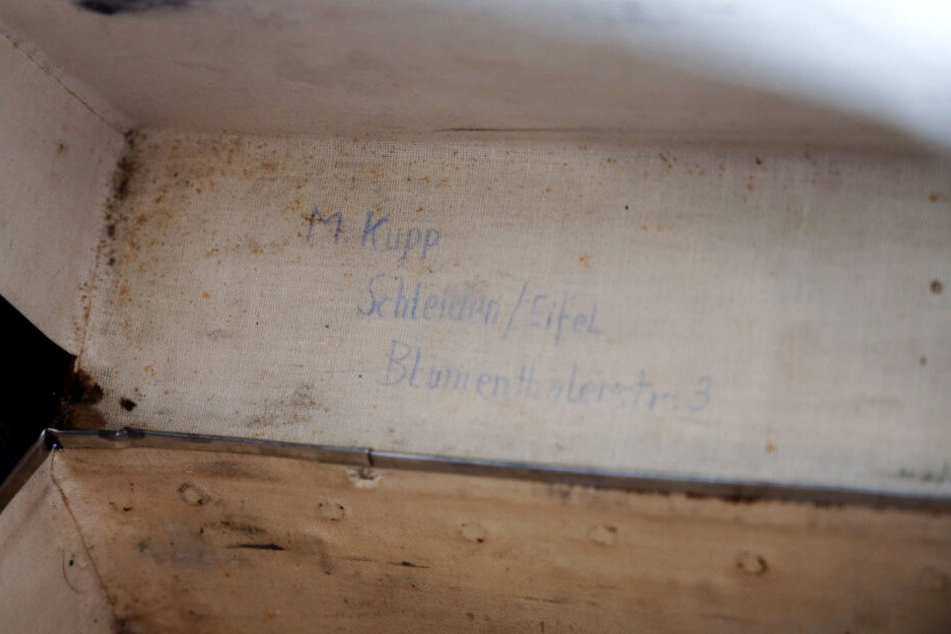 M. Kupp
Schleiden/Eifel
Blumenthalerstr. 3